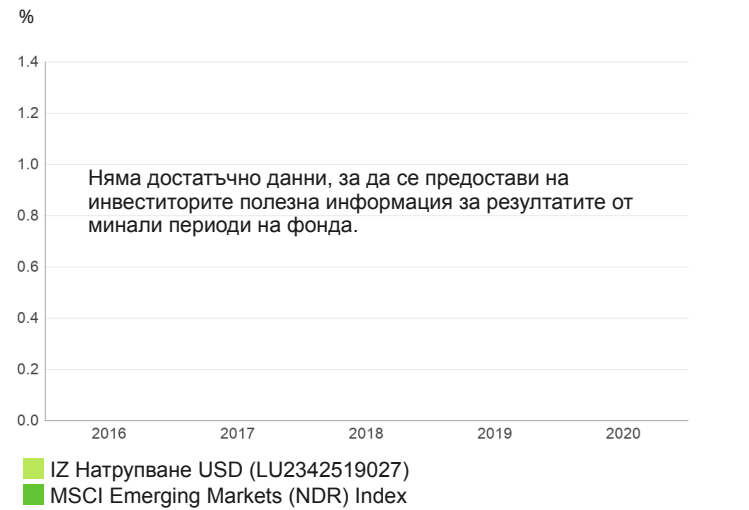 %
1.4
1.2
1.0
Няма достатъчно данни, за да се предостави на
инвеститорите полезна информация за резултатите от
0.8
минали периоди на фонда.
0.6
0.4
0.2
0.0
2016 2017 2018 2019 2020
IZ Натрупване USD (LU2342519027)
MSCI Emerging Markets (NDR) Index